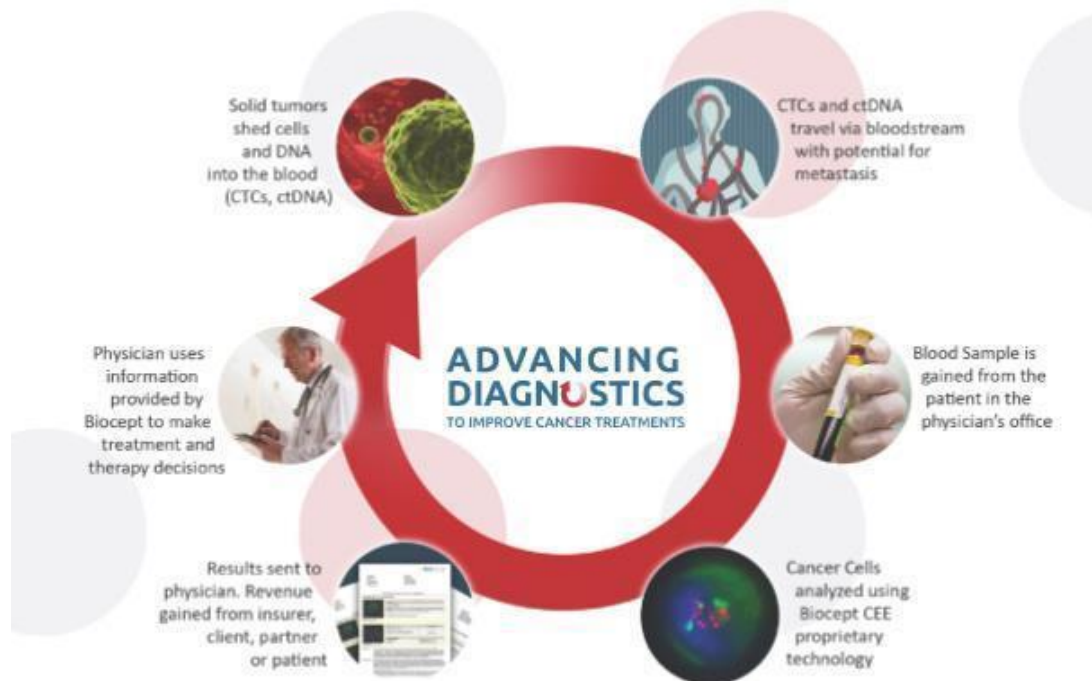 Solid tumors
shed cells
and DNA
into the blood
(CTCs, ctDNA)
CTCs and ctDNA
travel via bloodstream
with potential for
metastasis
Blood Sample is
gained from the
patient in the
physician's office
Cancer Cells
analyzed using
Biocept CEE
proprietary
technology
Results sent to
physician. Revenue
gained from insurer,
client, partner
or patient
Physician uses
information
provided by
Biocept to make
treatment and
therapy decisions
ADVANCING
DIAGNOSTICS
TO IMPROVE CANCER TREATMENTS